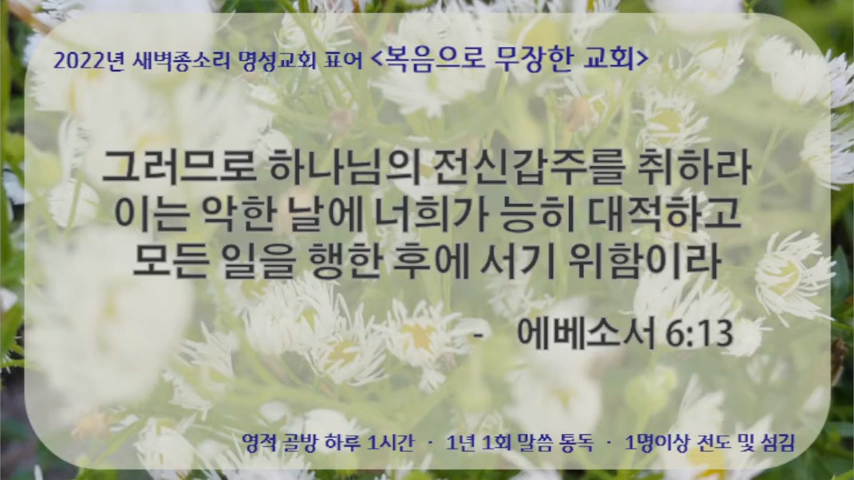 2022년 새벽종소리 명성교회 표어 <복음으로 무장한 교회>
그러므로 하나님의 전신갑주를 취하라
이는 악한 날에 너희가 능히 대적하고
모든 일을 행한 후에 서기 위함이라
- 에베소서 6:13
영적 골방 하루 1시간 · 1년 1회 말씀 통독 · 1명이상 전도 및 섬김